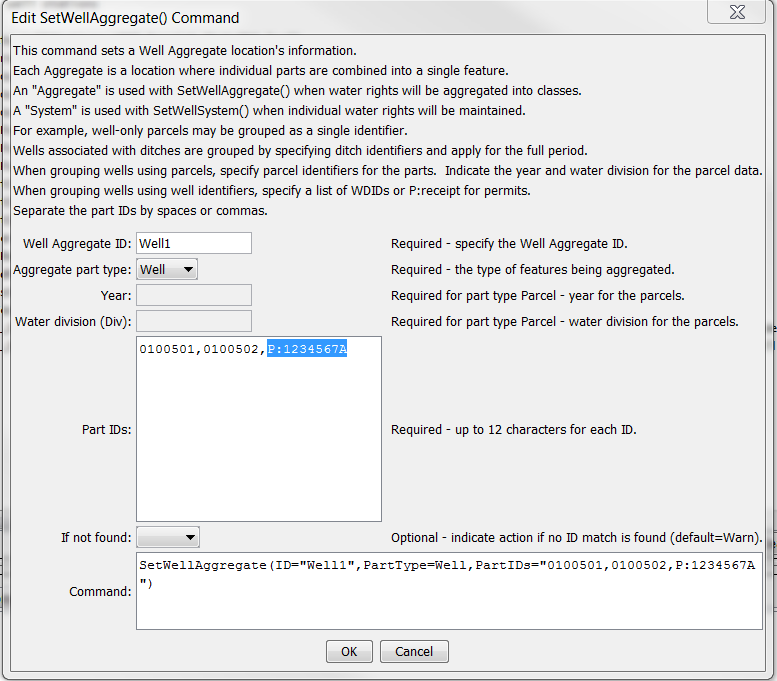 Edit SetWellAggregate() Command
This command sets a Well Aggregate location's information.
Each Aggregate is a location where individual parts are combined into a single feature.
An "Aggregate" is used with SetWellAggregate() when water rights will be aggregated into classes.
A "System" is used with SetWellSystem() when individual water rights will be maintained.
For example, well-only parcels may be grouped as a single identifier.
Wells associated with ditches are grouped by specifying ditch identifiers and apply for the full period.
When grouping wells using parcels, specify parcel identifiers for the parts.  Indicate the year and water division for the parcel data.
When grouping wells using well identifiers, specify a list of WDIDs or P:receipt for permits.
Separate the part IDs by spaces or commas.
Well Aggregate ID: Well1 Required - specify the Well Aggregate ID.
Aggregate part type: Well Required - the type of features being aggregated.
Year: Required for part type Parcel - year for the parcels.
Water division (Div): Required for part type Parcel - water division for the parcels.
0100501,0100502,P:1234567A
Part IDs: Required - up to 12 characters for each ID.
If not found: Optional - indicate action if no ID match is found (default=Warn).
SetWellAggregate(ID="Well1",PartType=Well,PartIDs="0100501,0100502,P:1234567A
Command: ")
OK Cancel